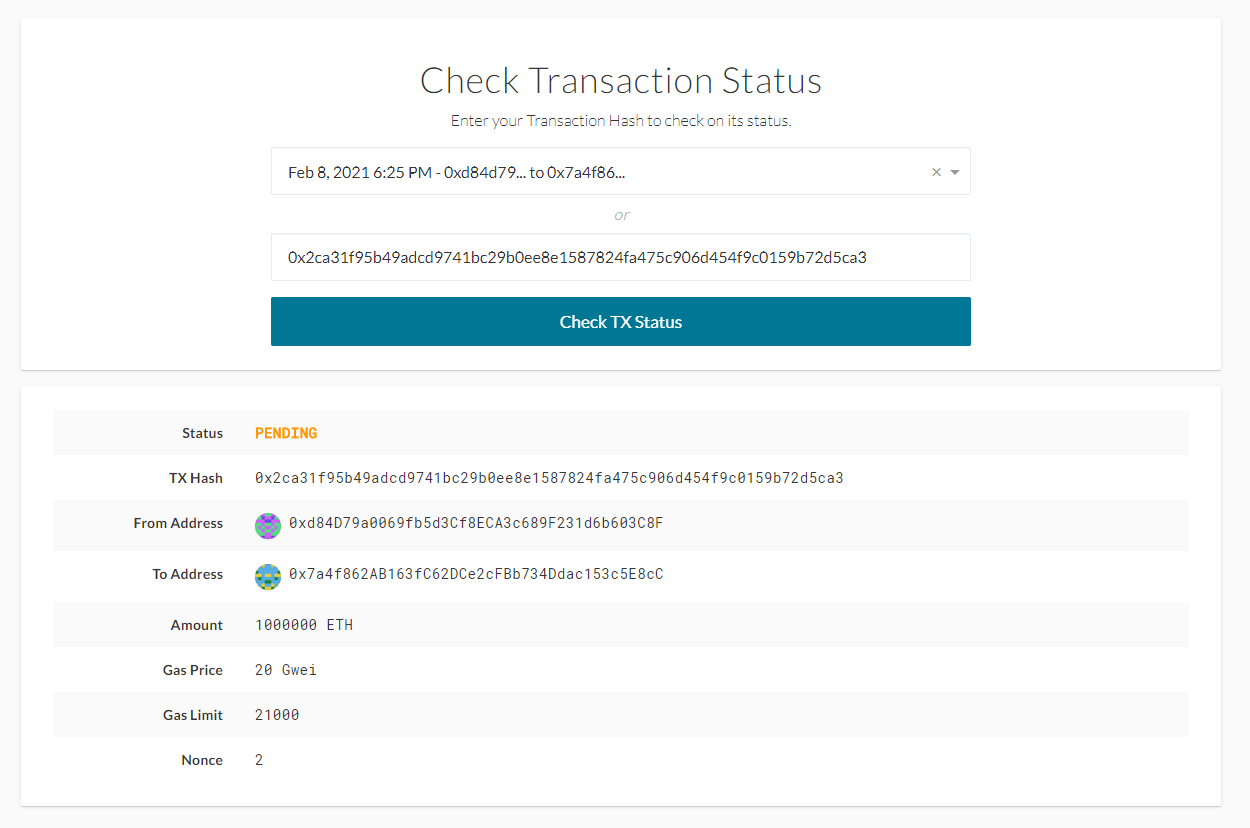 Check Transaction Status
Enter your Transaction Hash to check on its status.
Feb 8, 2021 6:25 PM - 0xd84d79... to 0x7a4f86...
or
0x2ca31f95b49adcd9741bc29b0ee8e1587824fa475c906d454f9c0159b72d5ca3
Check TX Status
Status PENDING
TX Hash 0x2ca31f95b49adcd9741bc29b0ee8e1587824fa475c906d454f9c0159b72d5ca3
From Address 0xd84D79a0069fb5d3Cf8ECA3c689F231d6b603C8F
To Address 0x7a4f862AB163fC62DCe2cFBb734Ddac153c5E8cC
Amount 1000000 ETH
Gas Price 20 Gwei
Gas Limit 21000
Nonce 2